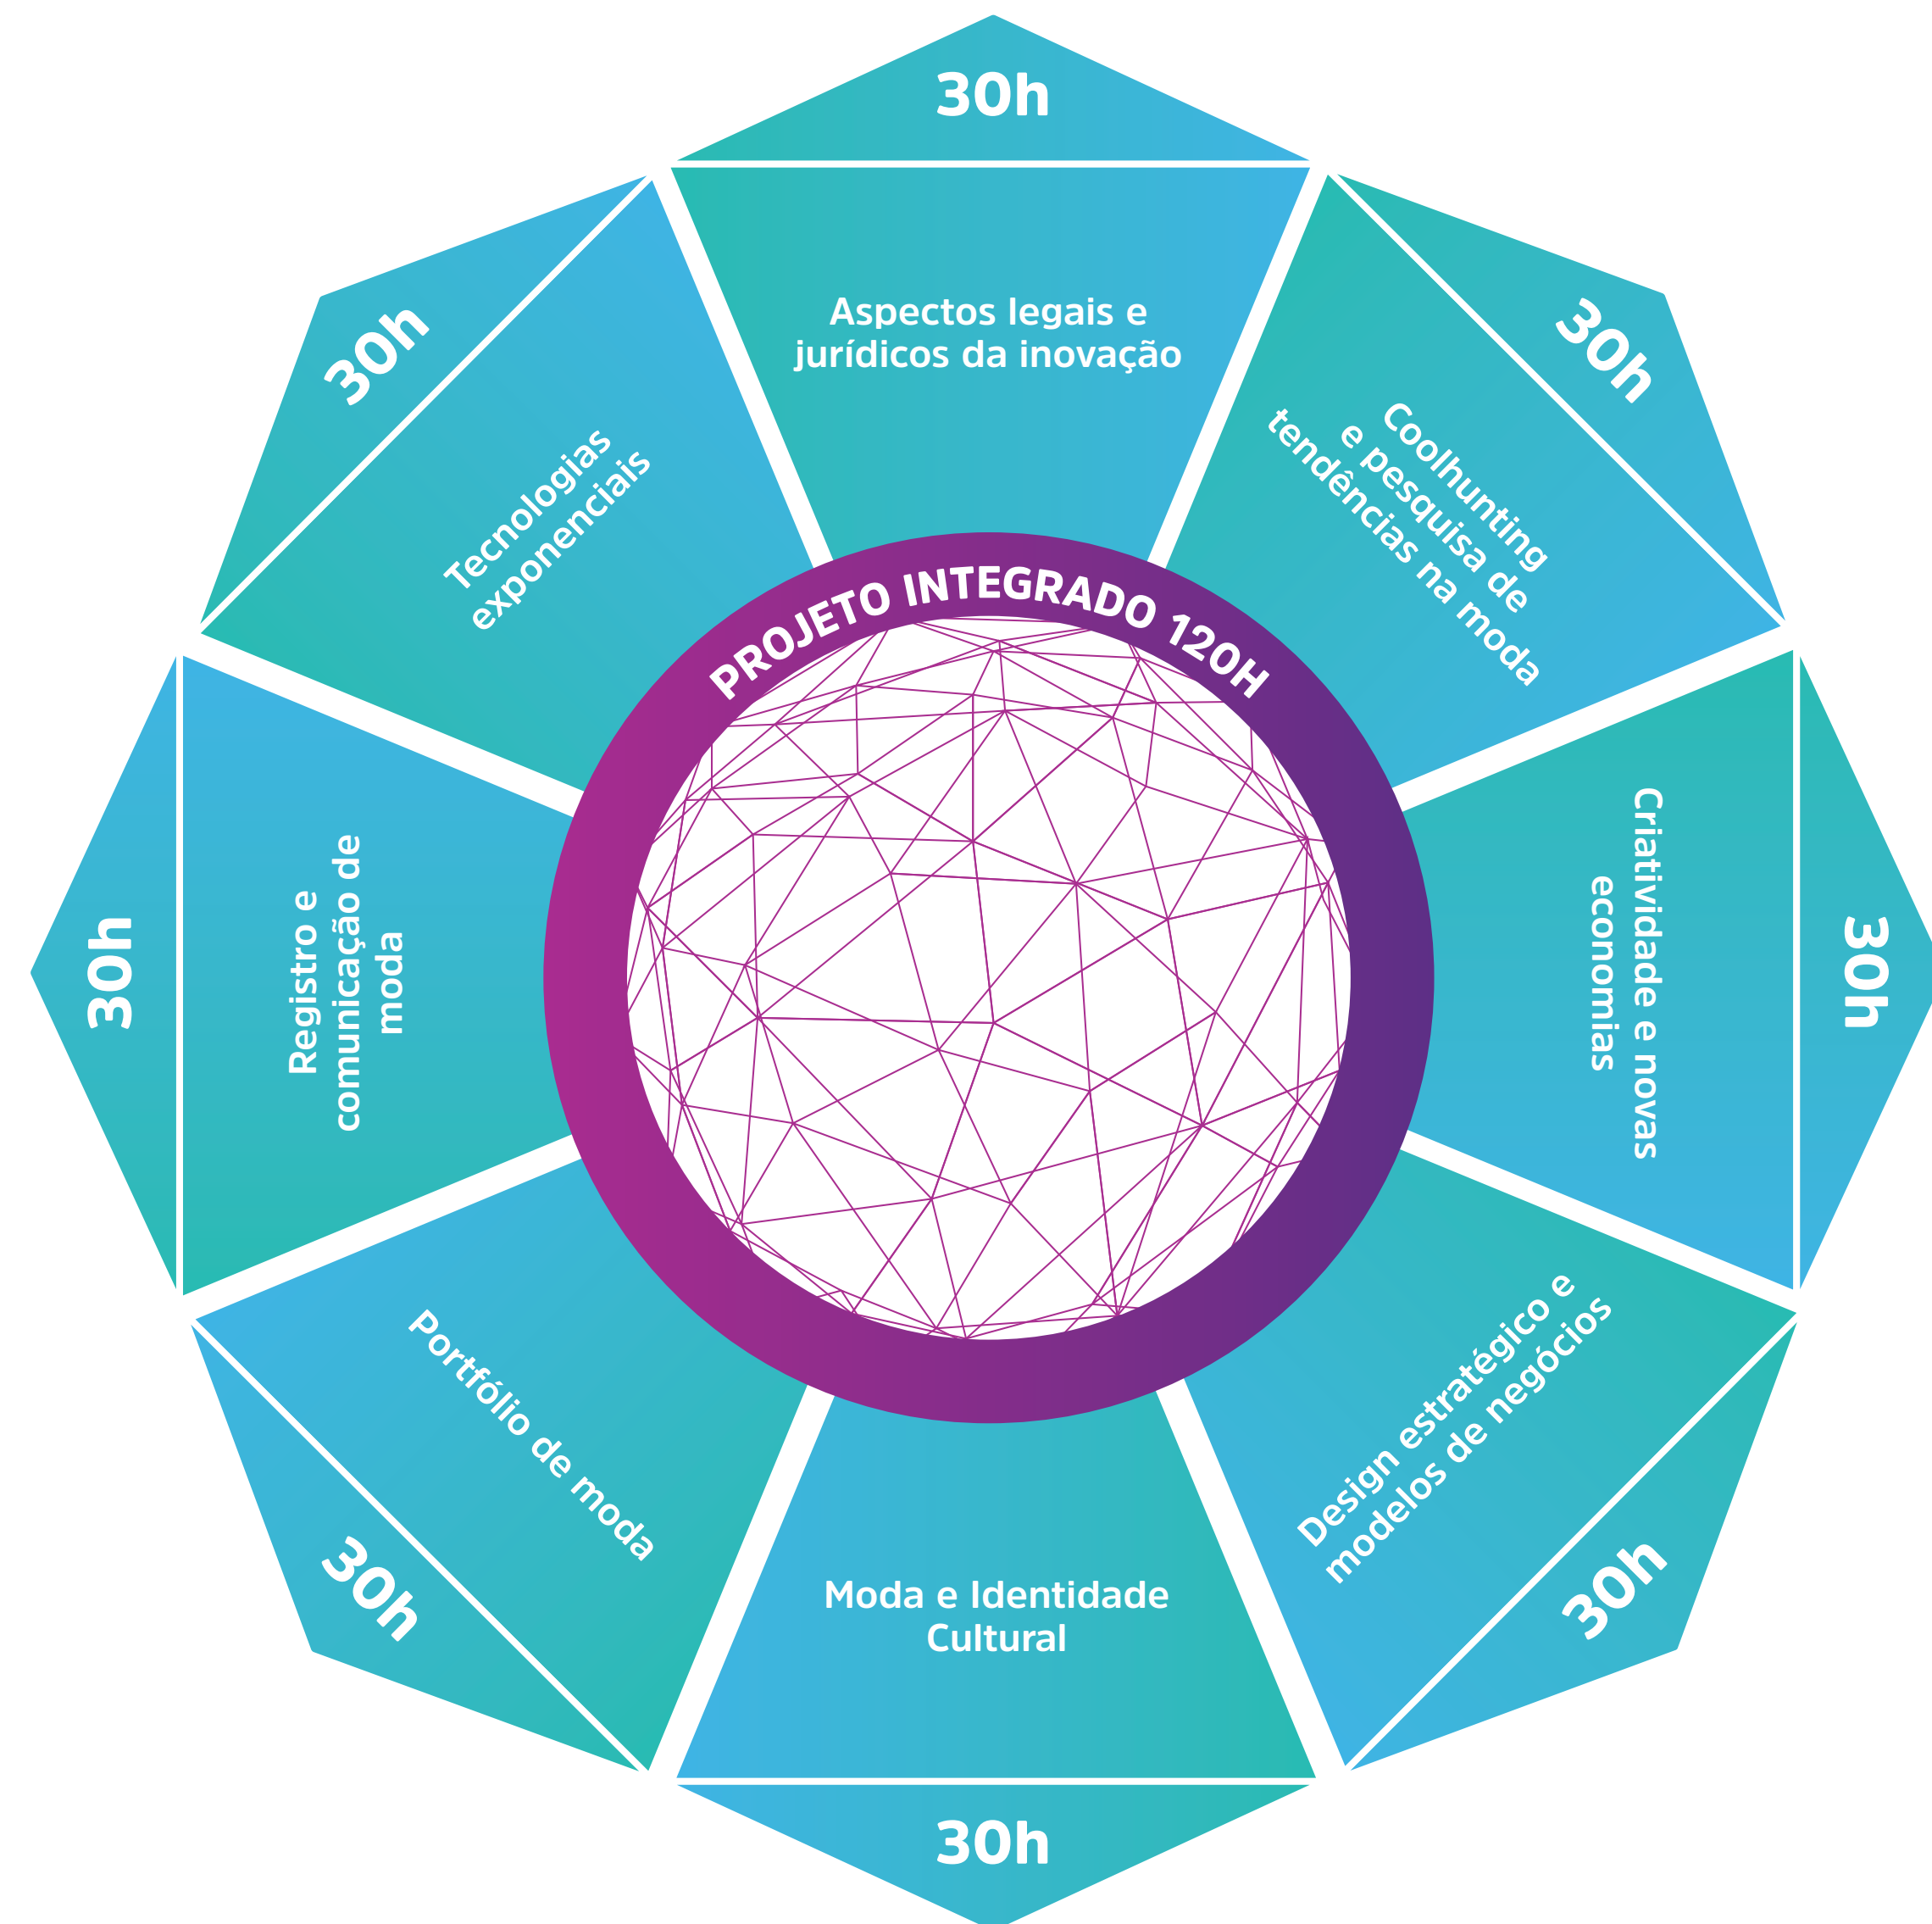 30h
Aspectos legais e
jurídicos da inovação
30h
Coolhunting
e pesquisa de
tendências na moda
30h
Criatividade e novas
economias
30h
Design estratégico e
modelos de negócios
30h
Moda e Identidade
Cultural
30h
Portfólio de moda
30h
Registro e
comunicação de
moda
30h
Tecnologias
exponenciais
PROJETO INTEGRADO 120H